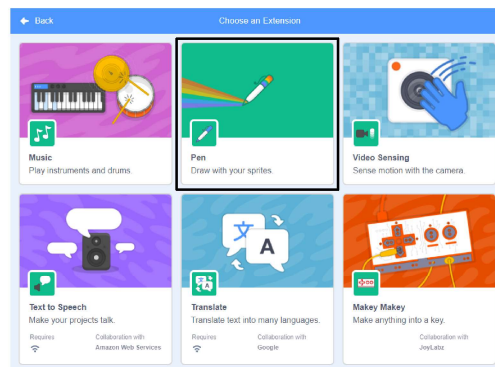 Back
Choose an Extension
Music
Play instruments and drums.
Pen
Draw with your sprites.
Video Sensing
Sense motion with the camera.
Text to Speech
Make your projects talk.
Requires
Collaboration with
Amazon Web Services
文
A
Translate
Translate text into many languages.
Requires
Collaboration with
Google
Makey Makey
Make anything into a key.
Collaboration with
JoyLabz